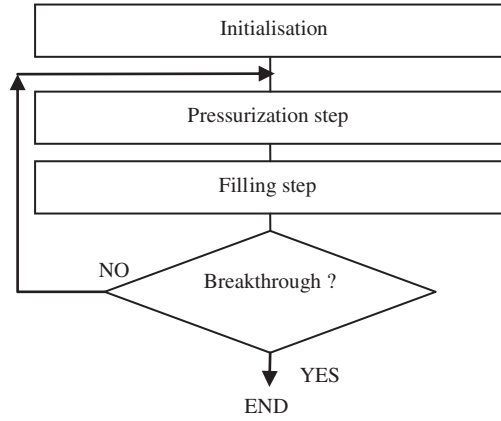 Initialisation
Pressurization step
Filling step
NO
Breakthrough ?
YES
END